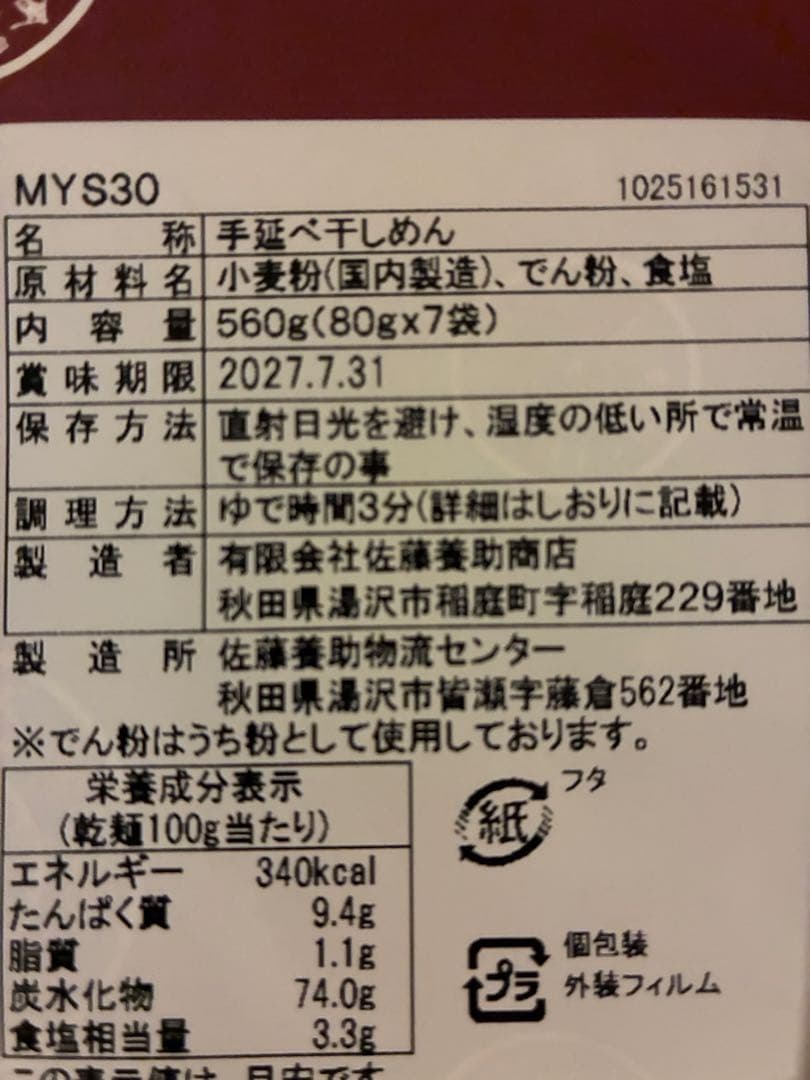 MYS30 1025161531
名称 手延べ干しめん
原材料名 小麦粉(国内製造)、でん粉、食塩
内容量 560g(80g×7袋)
賞味期限 2027.7.31
保存方法 直射日光を避け、湿度の低い所で常温
で保存の事
調理方法 ゆで時間3分(詳細はしおりに記載)
製造者 有限会社佐藤養助商店
秋田県湯沢市稲庭町字稲庭229番地
製造所 佐藤養助物流センター
秋田県湯沢市皆瀬字藤倉562番地
※でん粉はうち粉として使用しております。
栄養成分表示
(乾麺100g当たり)
エネルギー 340kcal
たんぱく質 9.4g
脂質 1.1g
炭水化物 74.0g
食塩相当量 3.3g
この表示値は、目安です
紙 フタ
プラ 個包装
外装フィルム